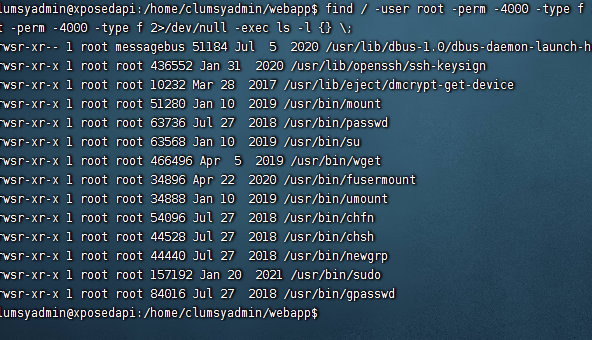 lumsyadmin@xposedapi:/home/clumsyadmin/webapp$ find / -user root -perm -4000 -type f
t -perm -4000 -type f 2>/dev/null -exec ls -l {} \;
rwsr-xr-- 1 root messagebus 51184 Jul  5  2020 /usr/lib/dbus-1.0/dbus-daemon-launch-h
rwsr-xr-x 1 root root 436552 Jan 31  2020 /usr/lib/openssh/ssh-keysign
rwsr-xr-x 1 root root 10232 Mar 28  2017 /usr/lib/eject/dmcrypt-get-device
rwsr-xr-x 1 root root 51280 Jan 10  2019 /usr/bin/mount
rwsr-xr-x 1 root root 63736 Jul 27  2018 /usr/bin/passwd
rwsr-xr-x 1 root root 63568 Jan 10  2019 /usr/bin/su
rwsr-xr-x 1 root root 466496 Apr  5  2019 /usr/bin/wget
rwsr-xr-x 1 root root 34896 Apr 22  2020 /usr/bin/fusermount
rwsr-xr-x 1 root root 34888 Jan 10  2019 /usr/bin/umount
rwsr-xr-x 1 root root 54096 Jul 27  2018 /usr/bin/chfn
rwsr-xr-x 1 root root 44528 Jul 27  2018 /usr/bin/chsh
rwsr-xr-x 1 root root 44440 Jul 27  2018 /usr/bin/newgrp
rwsr-xr-x 1 root root 157192 Jan 20  2021 /usr/bin/sudo
rwsr-xr-x 1 root root 84016 Jul 27  2018 /usr/bin/gpasswd
lumsyadmin@xposedapi:/home/clumsyadmin/webapp$